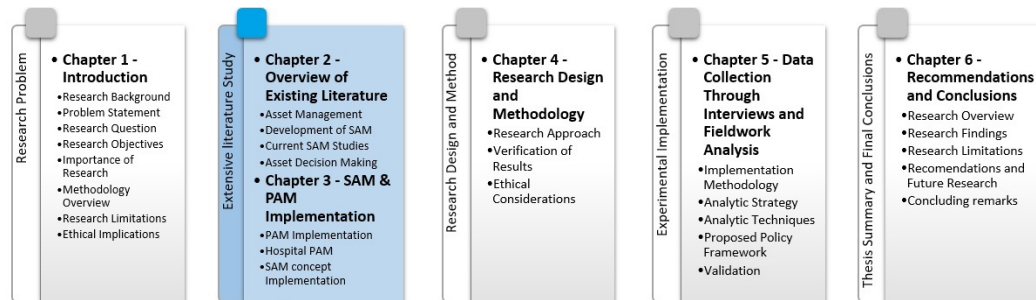 Research Problem
• Chapter 1 -
Introduction
•Research Background
•Problem Statement
•Research Question
•Research Objectives
•Importance of
Research
•Methodology
Overview
•Research Limitations
•Ethical Implications
Extensive literature Study
• Chapter 2 -
Overview of
Existing Literature
•Asset Management
•Development of SAM
•Current SAM Studies
•Asset Decision Making
• Chapter 3 - SAM &
PAM
Implementation
•PAM Implementation
•Hospital PAM
•SAM concept
Implementation
Research Design and Method
• Chapter 4 -
Research Design
and
Methodology
•Research Approach
•Verification of
Results
•Ethical
Considerations
Experimental Implementation
• Chapter 5 - Data
Collection
Through
Interviews and
Fieldwork
Analysis
•Implementation
Methodology
•Analytic Strategy
•Analytic Techniques
•Proposed Policy
Framework
•Validation
Thesis Summary and Final Conclusions
• Chapter 6 -
Recommendations
and Conclusions
•Research Overview
•Research Findings
•Research Limitations
•Recomendations and
Future Research
•Concluding remarks